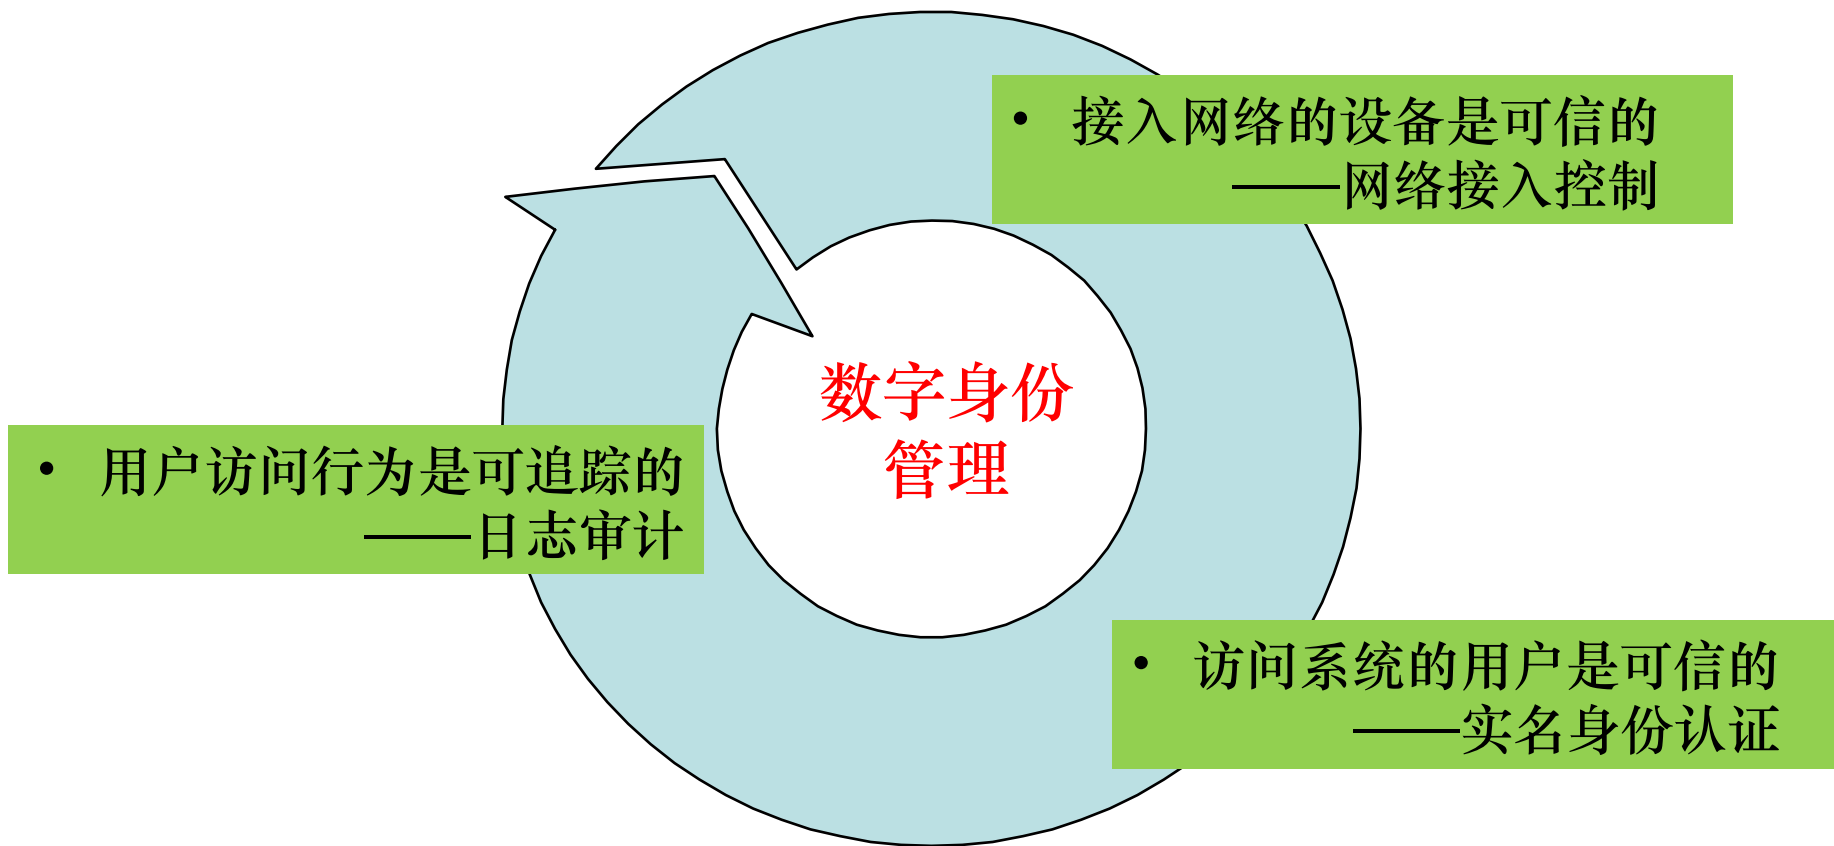 • 接入网络的设备是可信的
——网络接入控制
数字身份
管理
• 用户访问行为是可追踪的
——日志审计
• 访问系统的用户是可信的
——实名身份认证